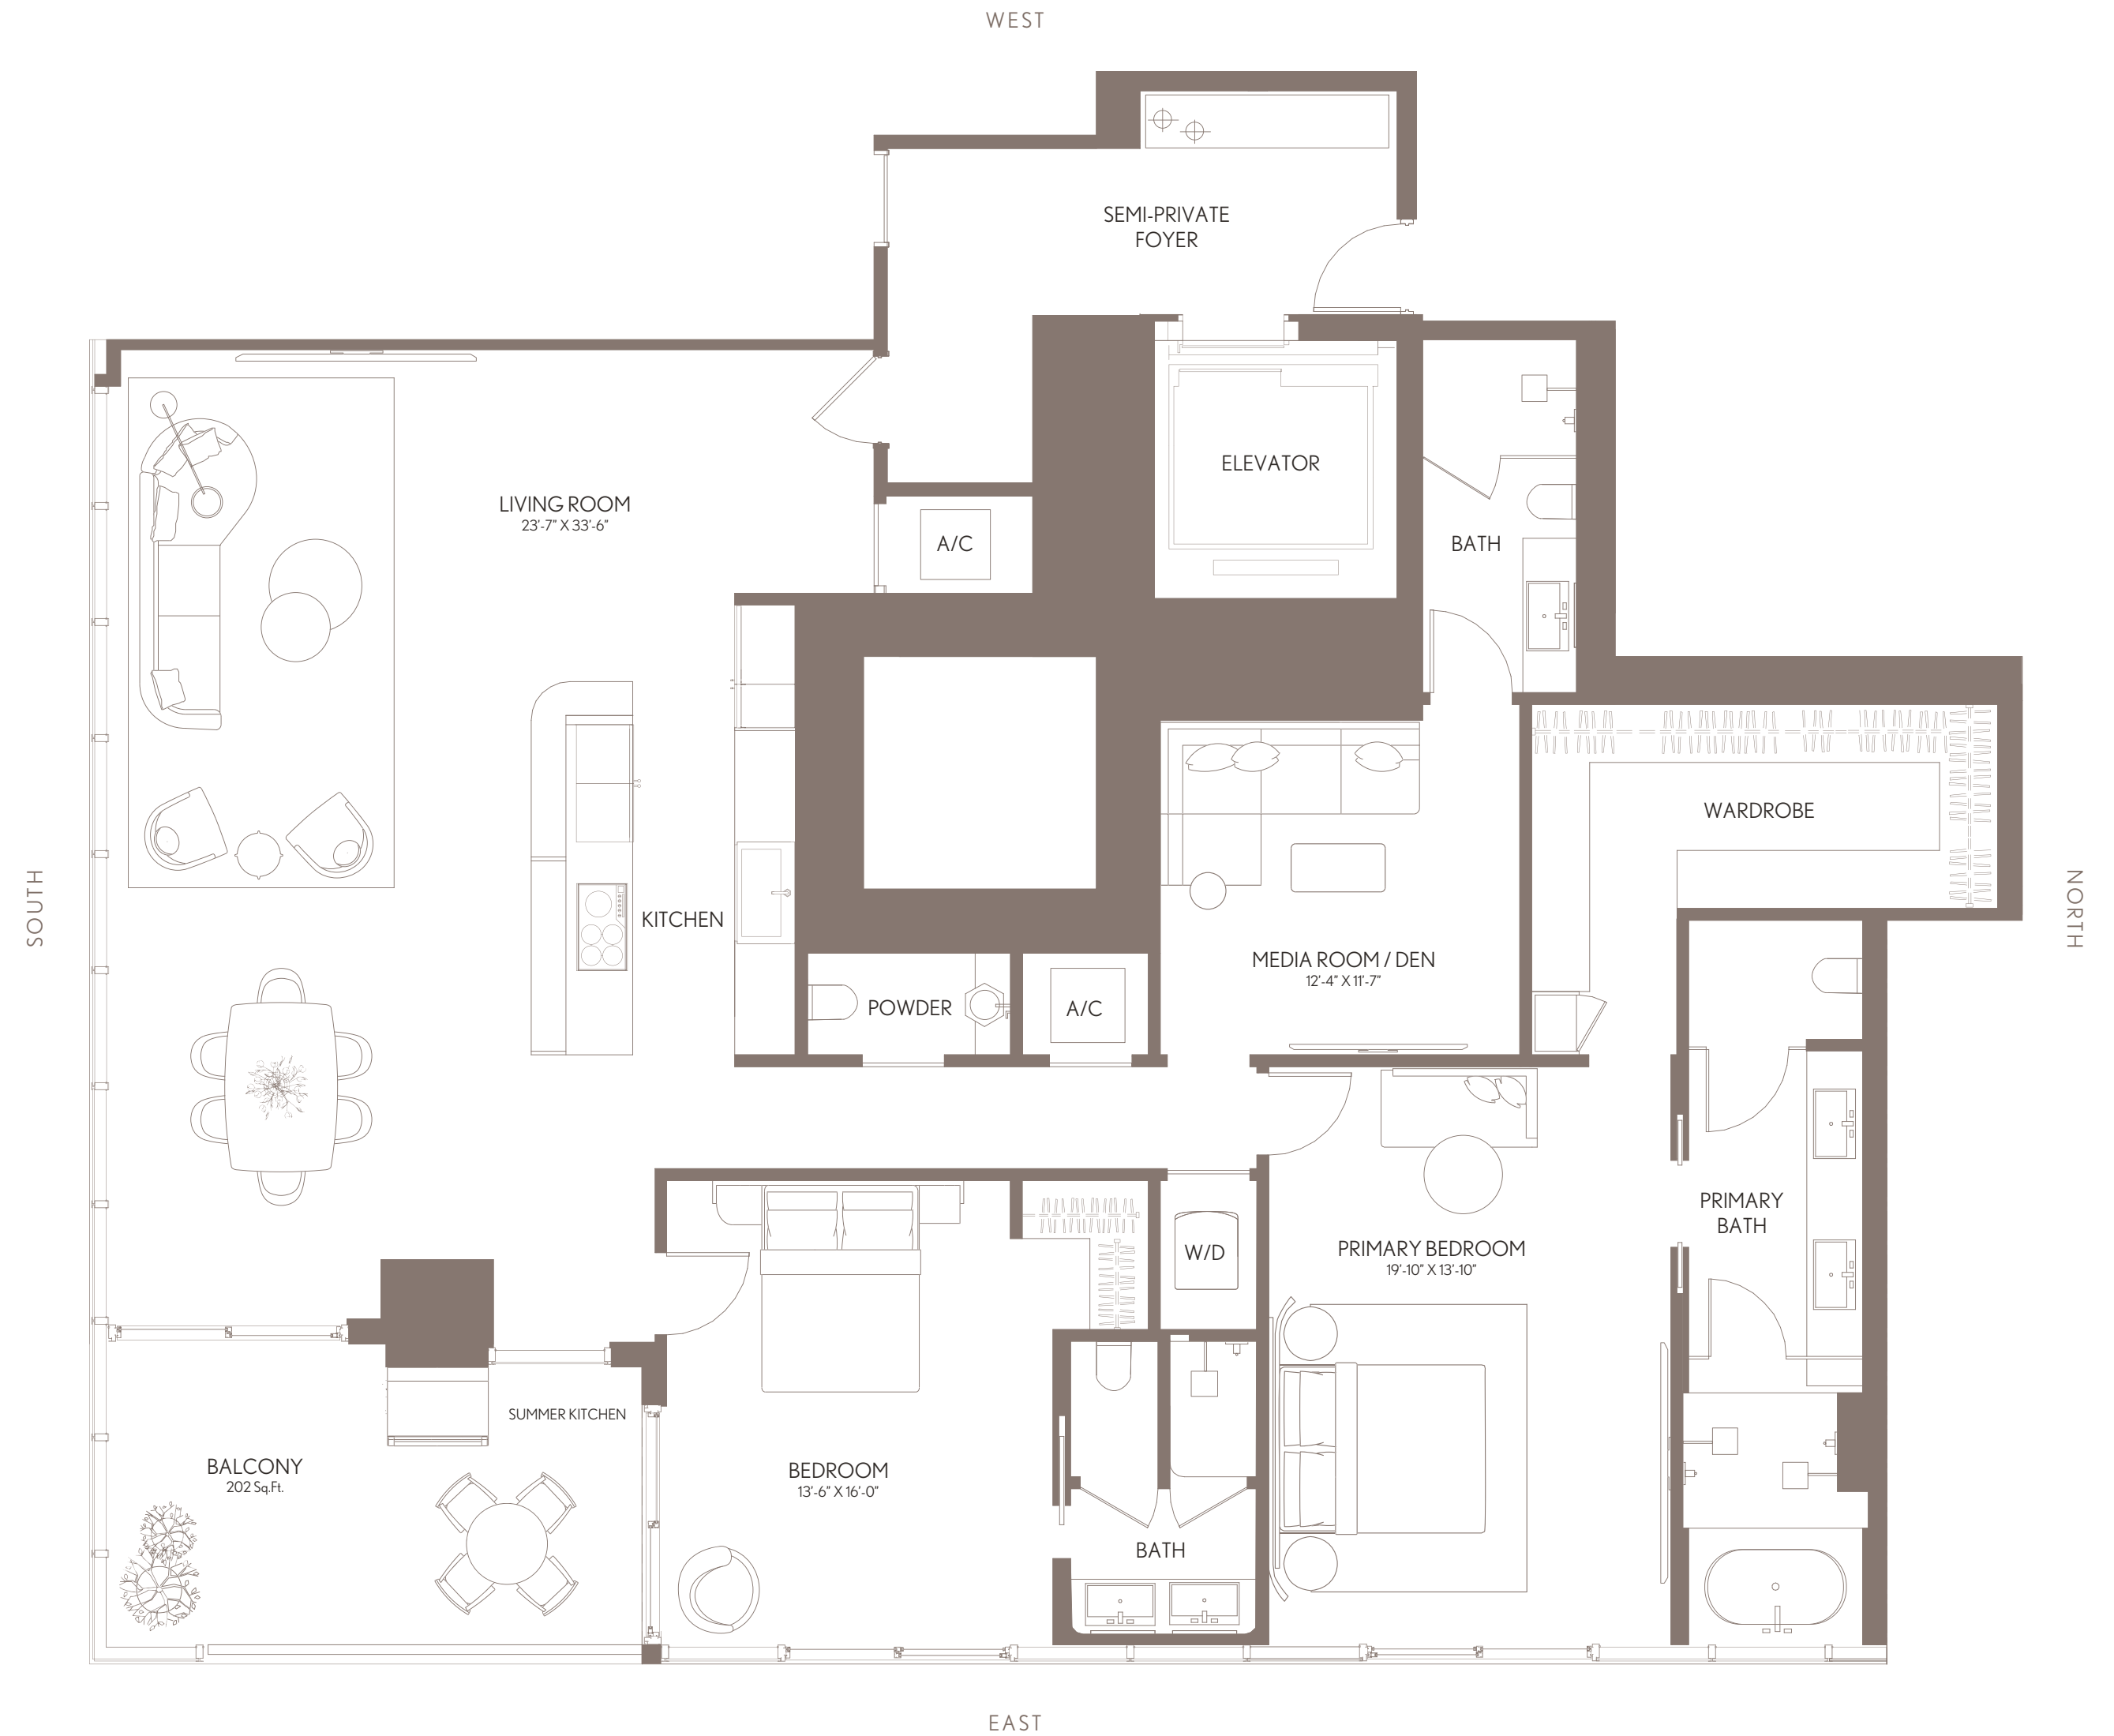 WEST
SEMI-PRIVATE
FOYER
ELEVATOR
LIVING ROOM
23'-7" X 33'-6"
A/C
BATH
WARDROBE
SOUTH
NORTH
KITCHEN
MEDIA ROOM / DEN
12'-4" X 11'-7"
POWDER
A/C
PRIMARY
BATH
W/D
PRIMARY BEDROOM
19'-10" X 13'-10"
SUMMER KITCHEN
BALCONY
202 Sq.Ft.
BEDROOM
13'-6" X 16'-0"
BATH
EAST